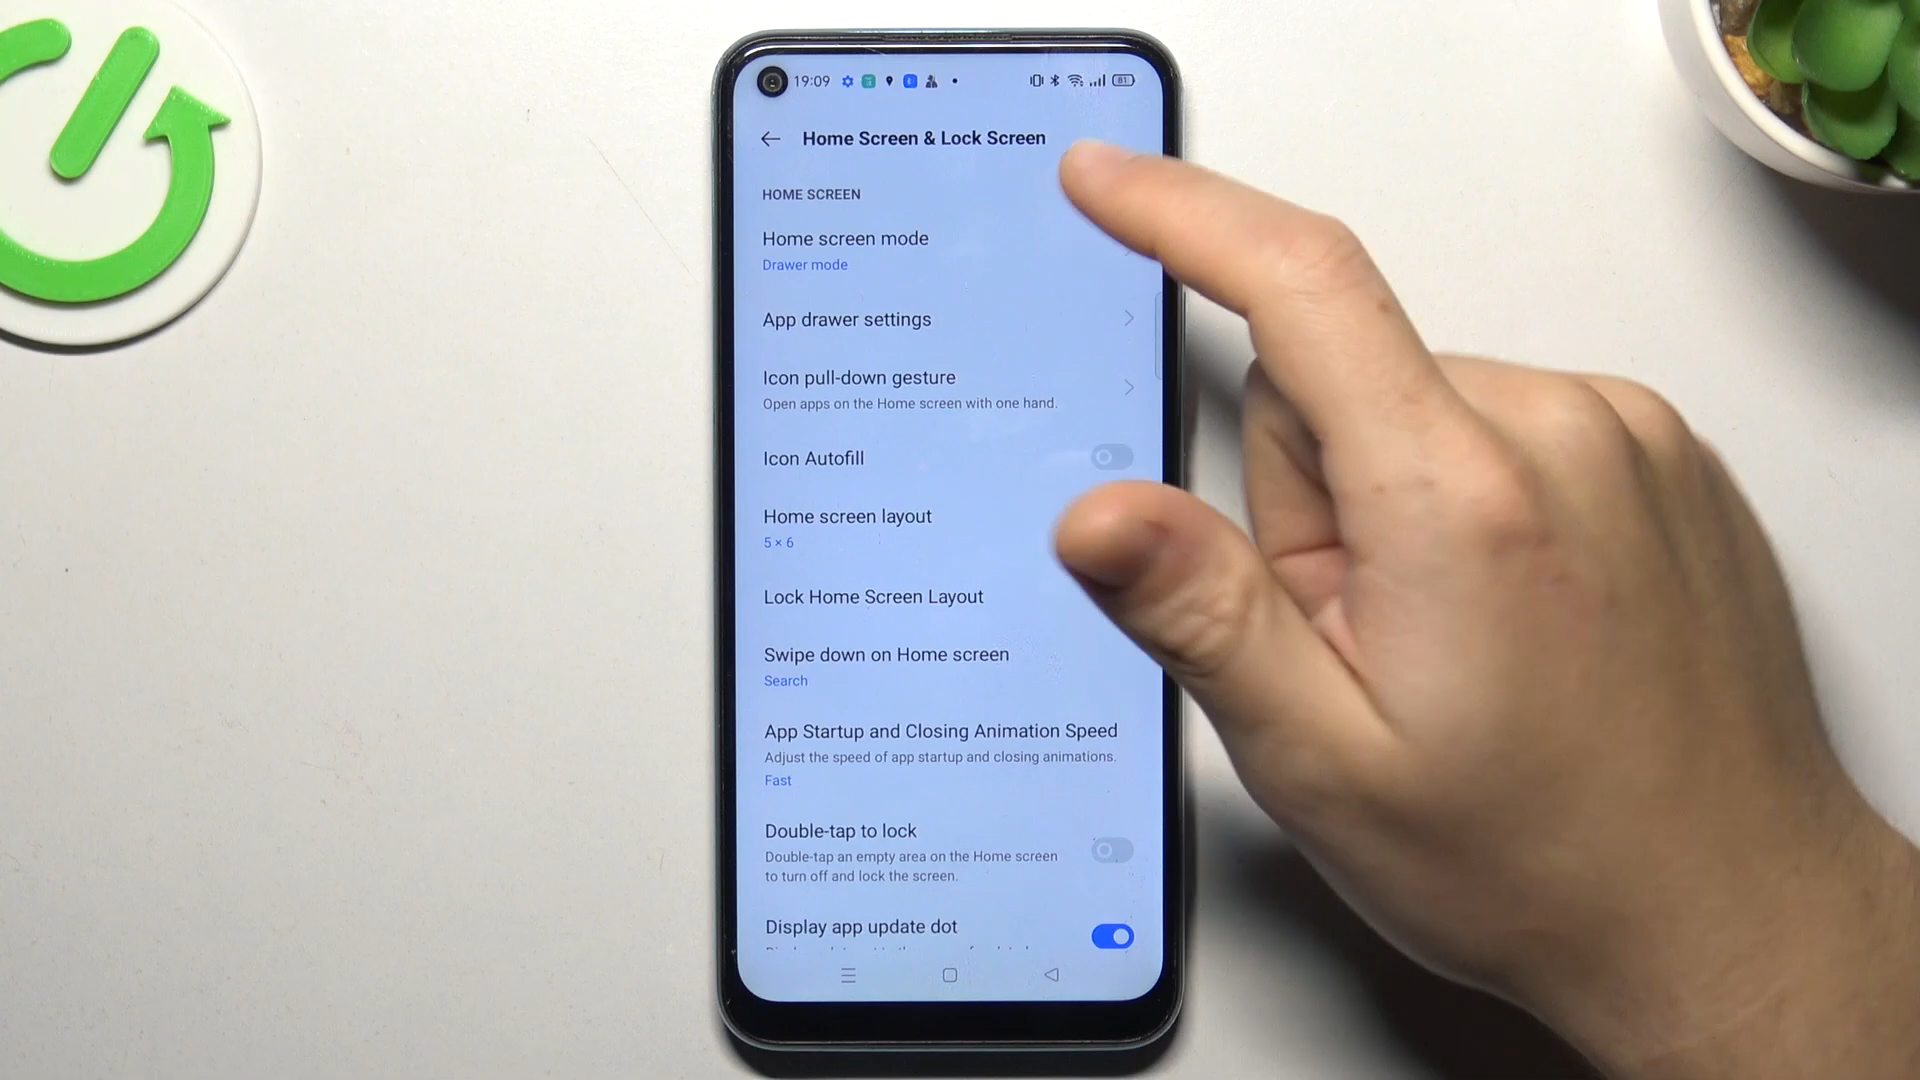 19:09
81
Home Screen & Lock Screen
HOME SCREEN
Home screen mode
Drawer mode
App drawer settings
Icon pull-down gesture
Open apps on the Home screen with one hand.
Icon Autofill
Home screen layout
5 × 6
Lock Home Screen Layout
Swipe down on Home screen
Search
App Startup and Closing Animation Speed
Adjust the speed of app startup and closing animations.
Fast
Double-tap to lock
Double-tap an empty area on the Home screen
to turn off and lock the screen.
Display app update dot